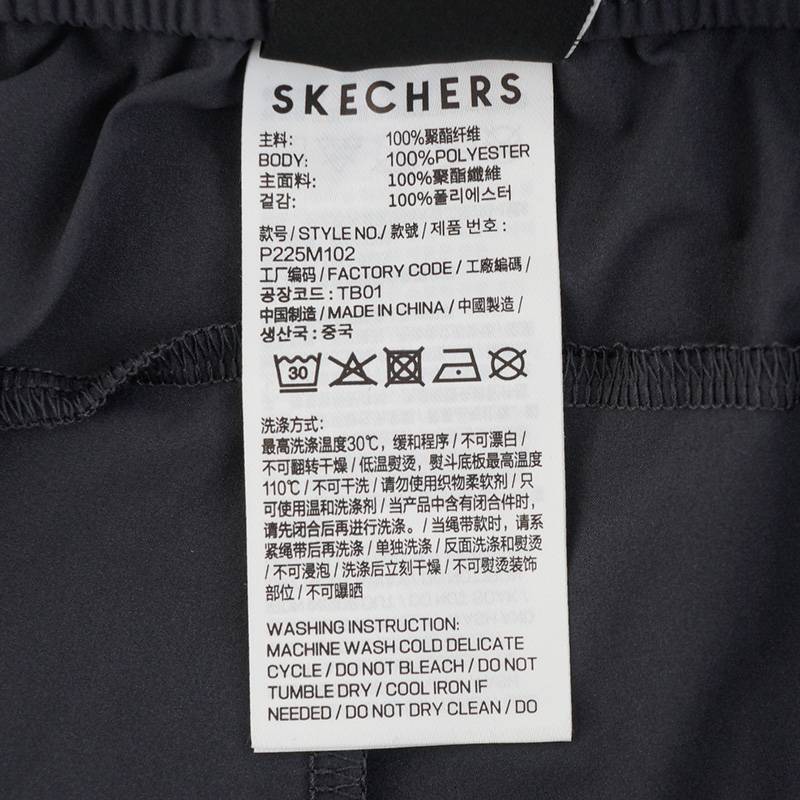 SKECHERS
主料: 100%聚酯纤维
BODY: 100%POLYESTER
主面料: 100%聚酯纖維
겉감: 100%폴리에스터
款号 / STYLE NO./ 款號 / 제품 번호 :
P225M102
工厂编码 / FACTORY CODE / 工廠編碼 /
공장코드 : TB01
中国制造 / MADE IN CHINA / 中國製造 /
생산국 : 중국
30
洗涤方式:
最高洗涤温度30℃，缓和程序 / 不可漂白 /
不可翻转干燥 / 低温熨烫，熨斗底板最高温度
110℃ / 不可干洗 / 请勿使用织物柔软剂 / 只
可使用温和洗涤剂 / 当产品中含有闭合件时，
请先闭合后再进行洗涤。/ 当绳带款时，请系
紧绳带后再洗涤 / 单独洗涤 / 反面洗涤和熨烫
/ 不可浸泡 / 洗涤后立刻干燥 / 不可熨烫装饰
部位 / 不可曝晒
WASHING INSTRUCTION:
MACHINE WASH COLD DELICATE
CYCLE / DO NOT BLEACH / DO NOT
TUMBLE DRY / COOL IRON IF
NEEDED / DO NOT DRY CLEAN / DO